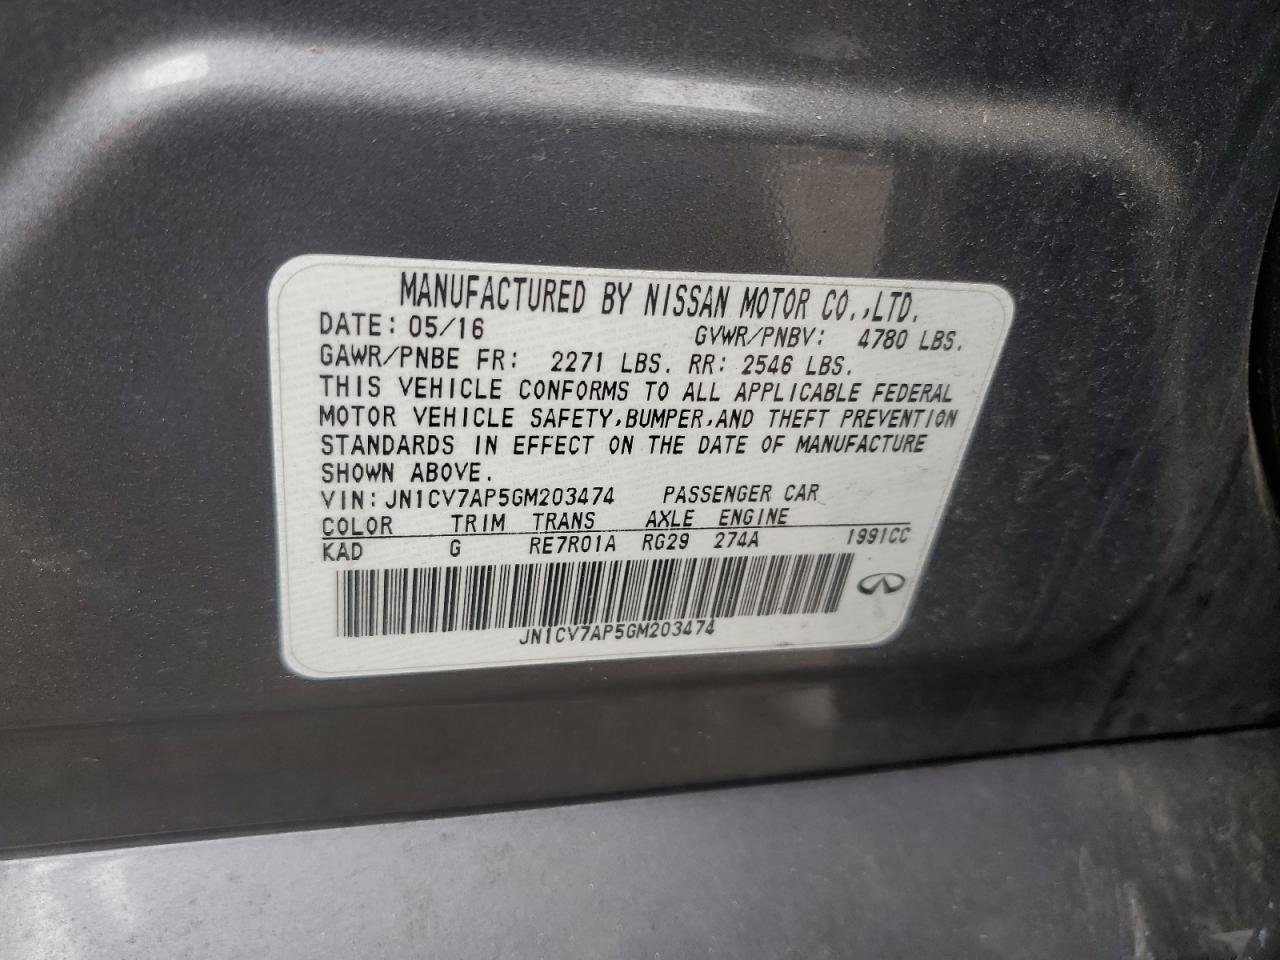 MANUFACTURED BY NISSAN MOTOR CO.,LTD.
DATE: 05/16 GVWR/PNBV: 4780 LBS.
GAWR/PNBE FR: 2271 LBS. RR: 2546 LBS.
THIS VEHICLE CONFORMS TO ALL APPLICABLE FEDERAL
MOTOR VEHICLE SAFETY,BUMPER,AND THEFT PREVENTION
STANDARDS IN EFFECT ON THE DATE OF MANUFACTURE
SHOWN ABOVE.
VIN: JN1CV7AP5GM203474 PASSENGER CAR
COLOR TRIM TRANS AXLE ENGINE
KAD G RE7R01A RG29 274A 1991CC
JN1CV7AP5GM203474